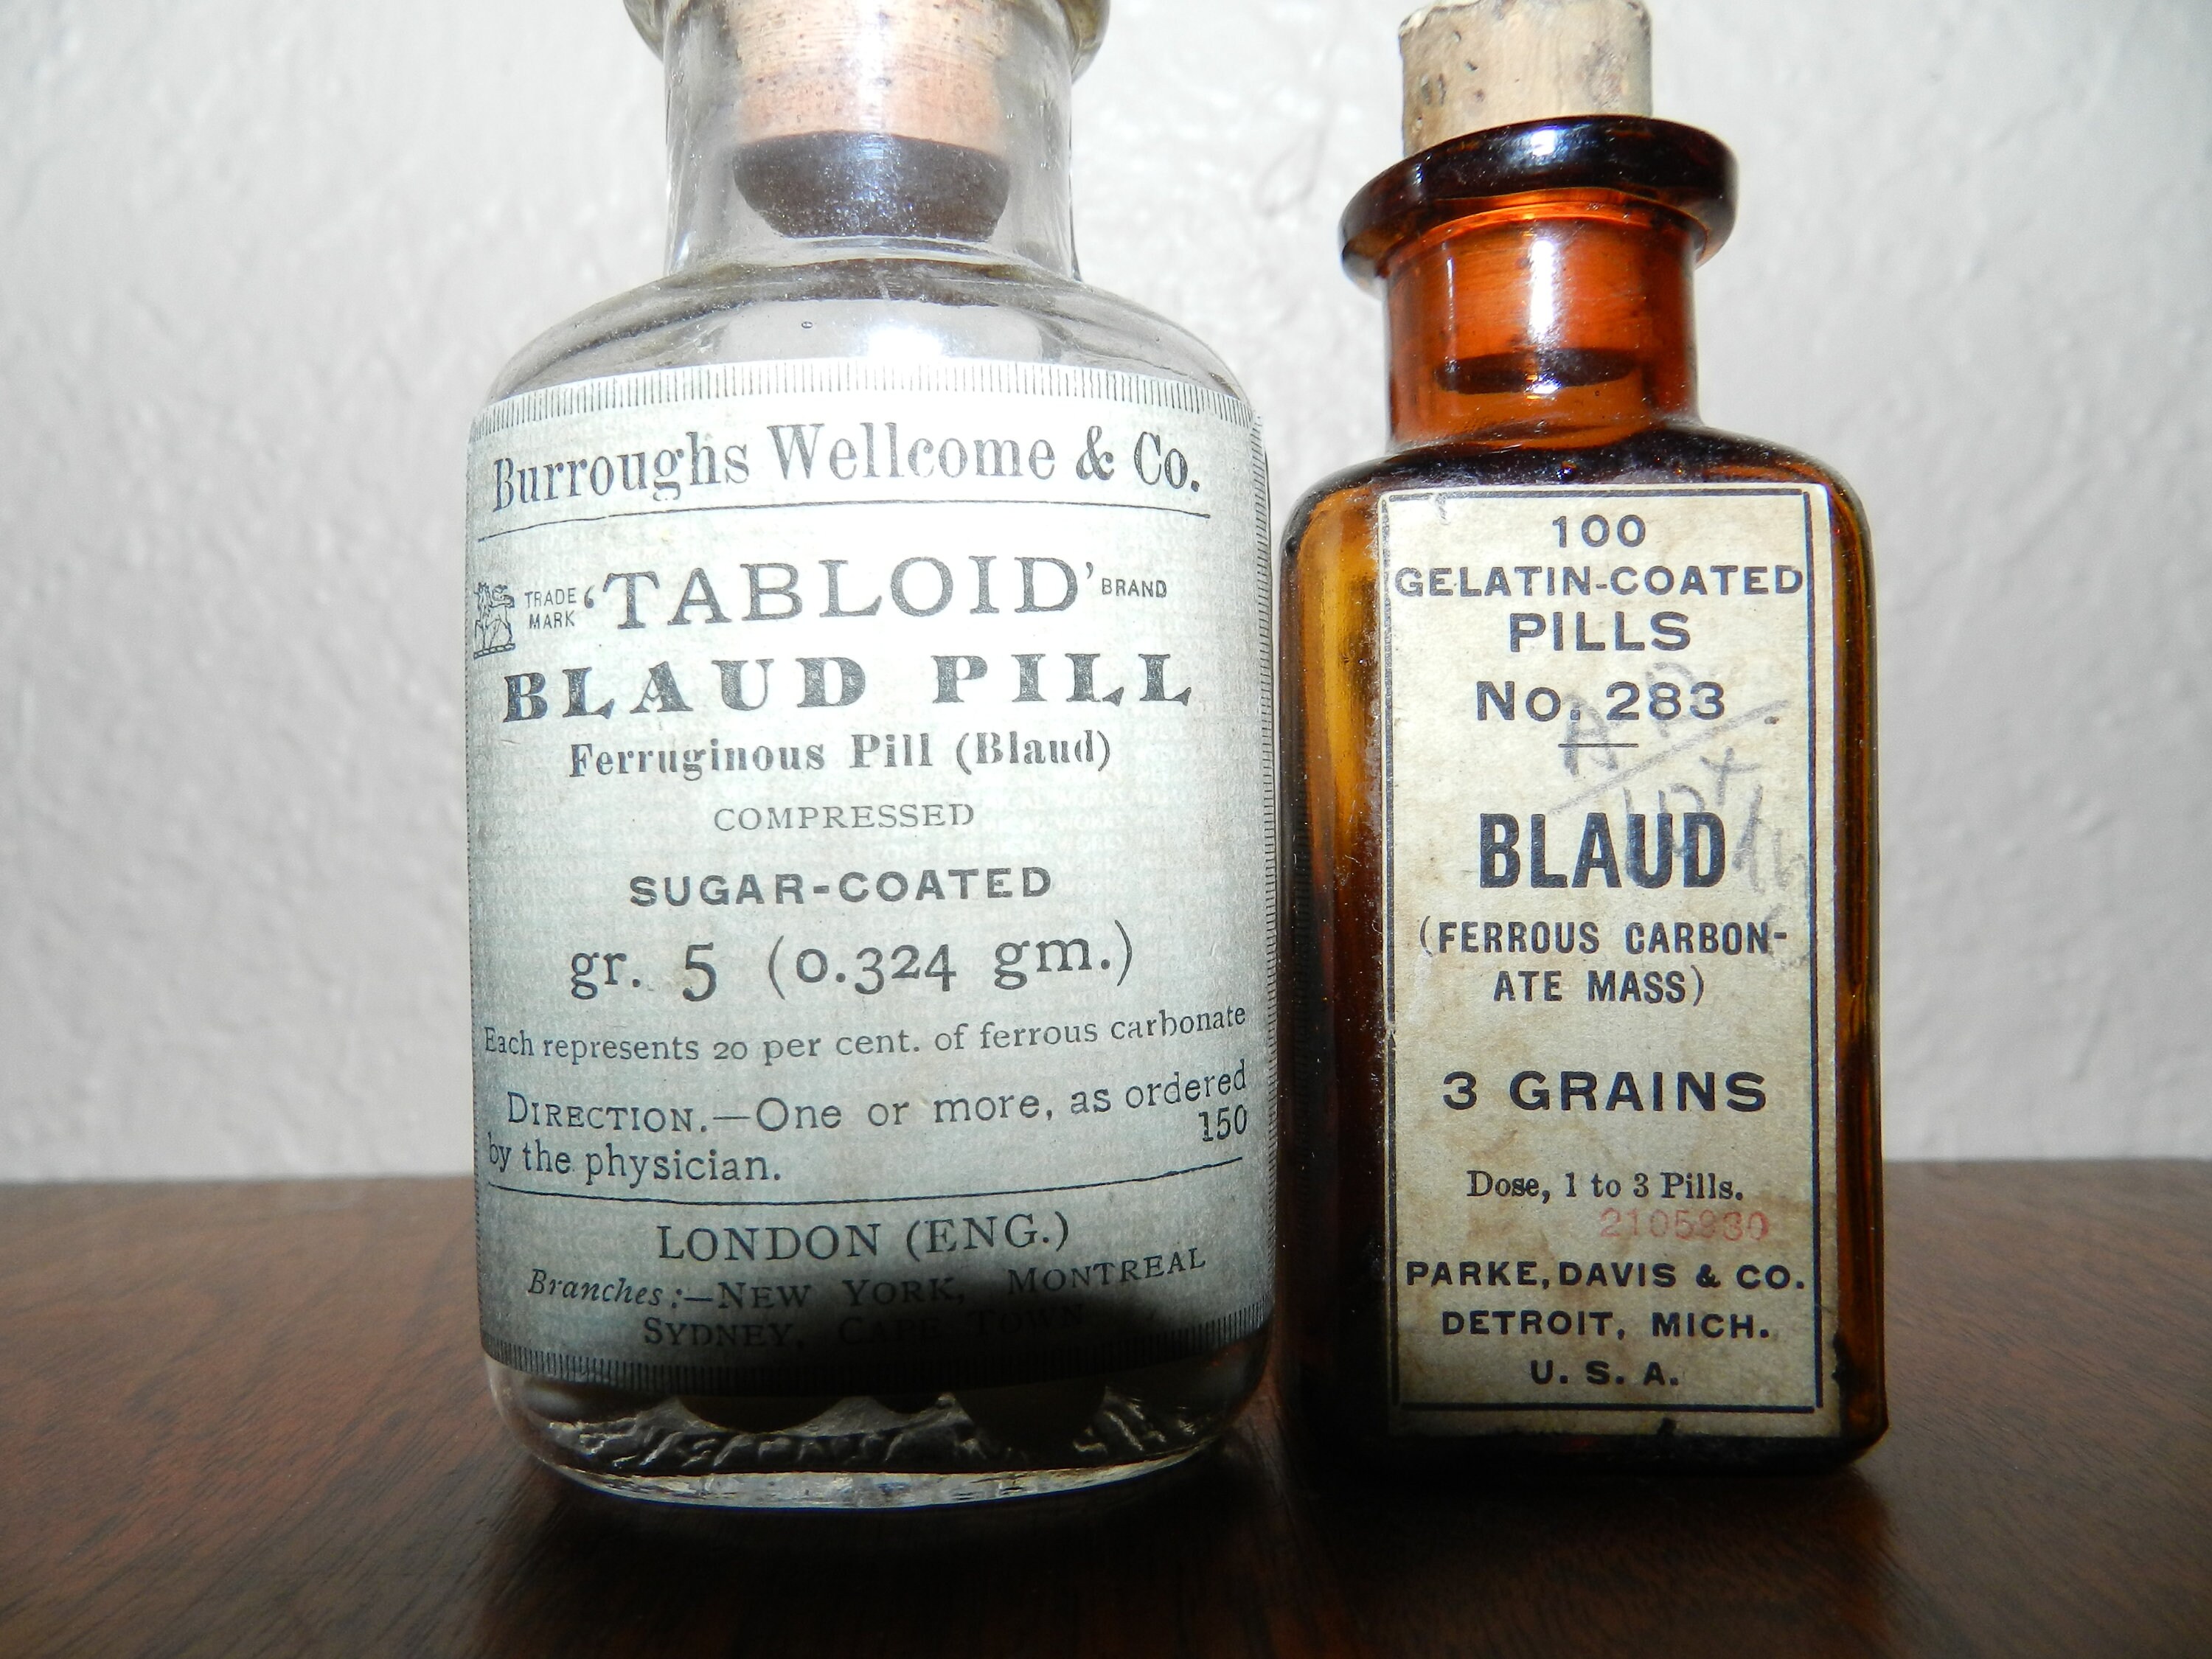 Burroughs Wellcome & Co.
TRADE MARK 'TABLOID' BRAND
BLAUD PILL
Ferruginous Pill (Blaud)
COMPRESSED
SUGAR-COATED
gr. 5 (0.324 gm.)
Each represents 20 per cent. of ferrous carbonate
DIRECTION.—One or more, as ordered
by the physician. 150
LONDON (ENG.)
Branches:—NEW YORK, MONTREAL
SYDNEY, CAPE TOWN
100
GELATIN-COATED
PILLS
No. 283
BLAUD
(FERROUS CARBON-
ATE MASS)
3 GRAINS
Dose, 1 to 3 Pills.
PARKE, DAVIS & CO.
DETROIT, MICH.
U. S. A.